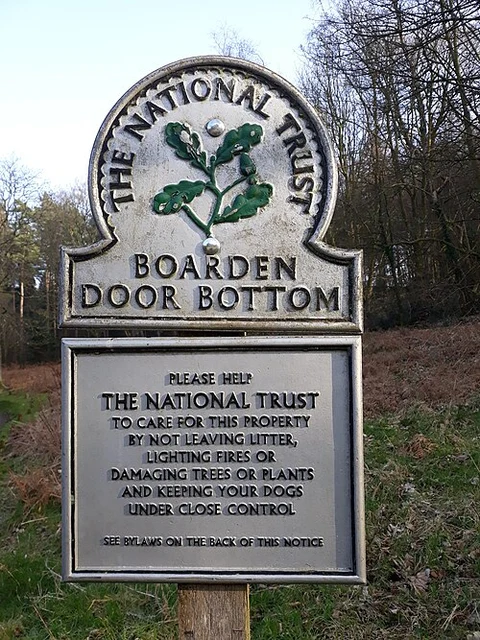 THE NATIONAL TRUST
BOARDEN
DOOR BOTTOM
PLEASE HELP
THE NATIONAL TRUST
TO CARE FOR THIS PROPERTY
BY NOT LEAVING LITTER,
LIGHTING FIRES OR
DAMAGING TREES OR PLANTS
AND KEEPING YOUR DOGS
UNDER CLOSE CONTROL
SEE BYLAWS ON THE BACK OF THIS NOTICE